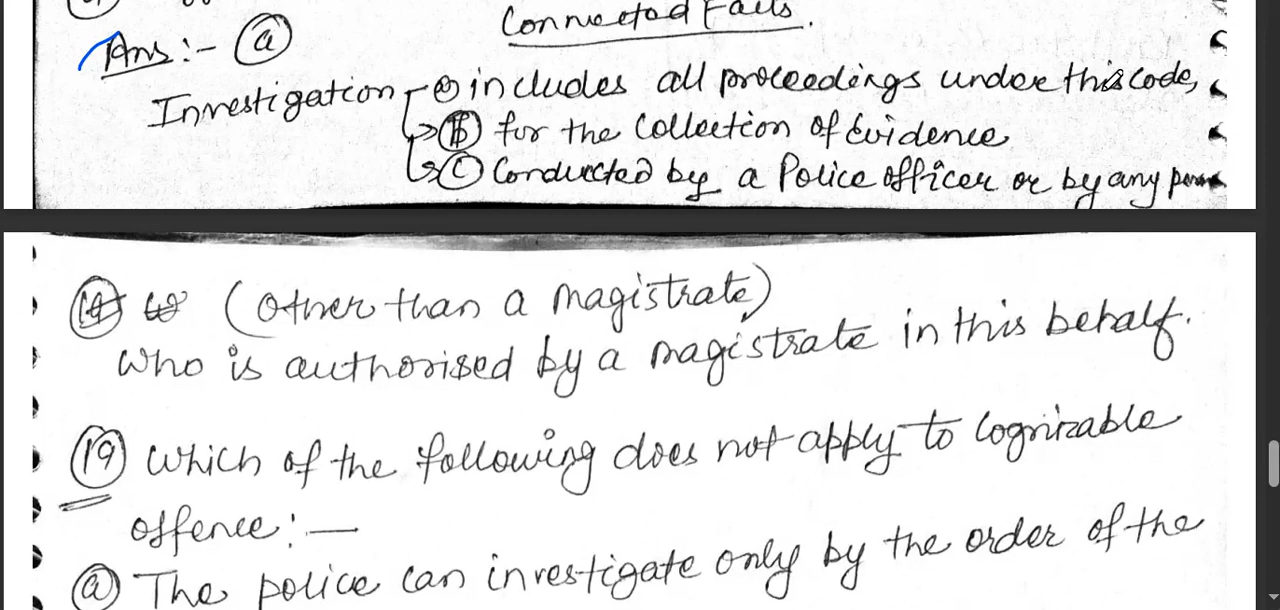 Connected Facts.
Ans:- (a)
Investigation → (a) includes all proceedings under this code,
→ (B) for the Collection of Evidence
→ (C) Conducted by a Police officer or by any person
(Other than a magistrate)
Who is authorised by a magistrate in this behalf.
(19) Which of the following does not apply to Cognizable
offence:—
(a) The police can investigate only by the order of the